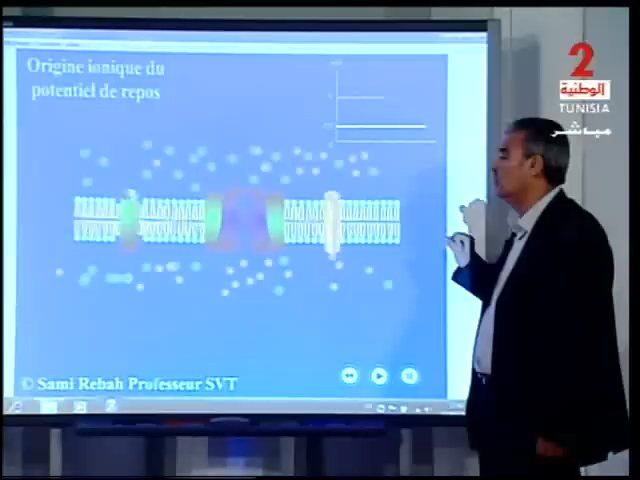 Origine ionique du
potentiel de repos
© Sami Rebah Professeur SVT
2
الوطنية
TUNISIA
مباشر